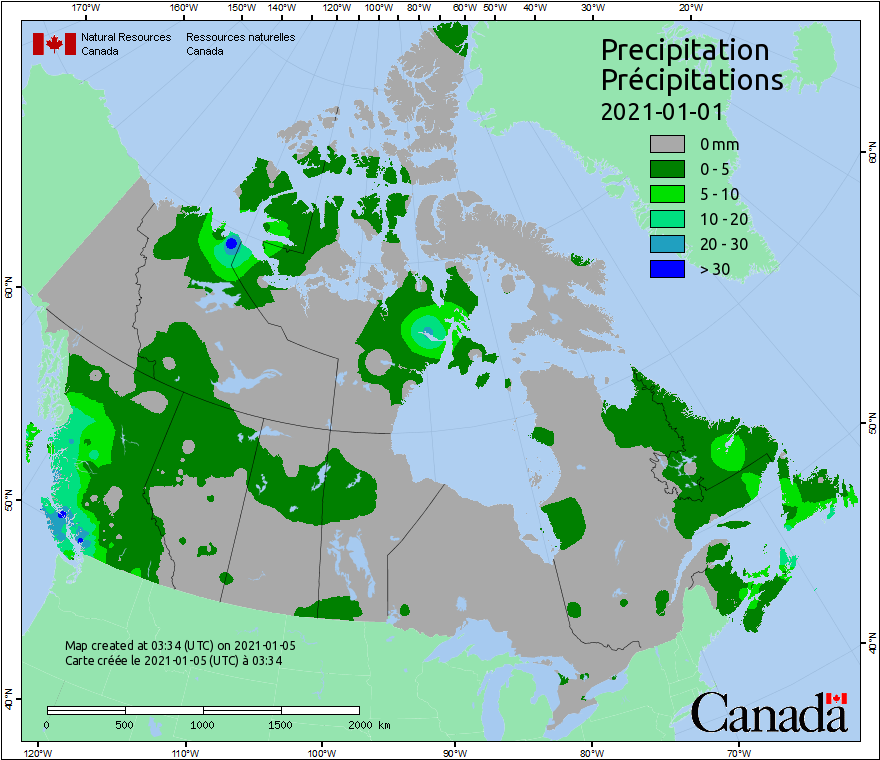 170°W 160°W 150°W 140°W 120°W 100°W 80°W 60°W 50°W 40°W 30°W 20°W
Natural Resources Ressources naturelles
Canada Canada
Precipitation
Précipitations
2021-01-01
0 mm
0 - 5
5 - 10
10 - 20
20 - 30
> 30
60°N
60°N
50°N
50°N
40°N
40°N
Map created at 03:34 (UTC) on 2021-01-05
Carte créée le 2021-01-05 (UTC) à 03:34
0 500 1000 1500 2000 km
Canada
120°W 110°W 100°W 90°W 80°W 70°W